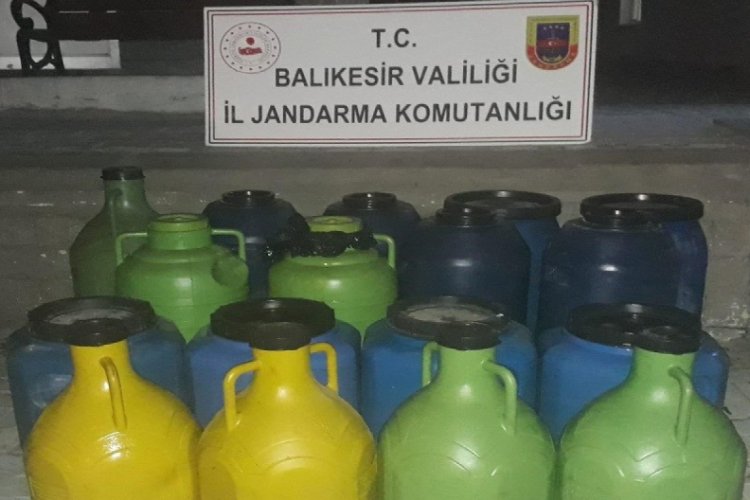 T.C.
BALIKESİR VALİLİĞİ
İL JANDARMA KOMUTANLIĞI